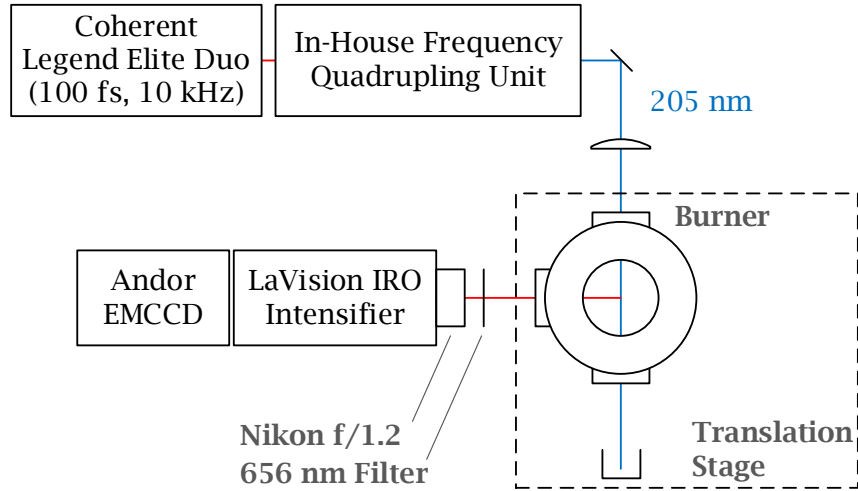 Coherent
Legend Elite Duo
(100 fs, 10 kHz)
In-House Frequency
Quadrupling Unit
205 nm
Burner
Andor
EMCCD
LaVision IRO
Intensifier
Nikon f/1.2
656 nm Filter
Translation
Stage